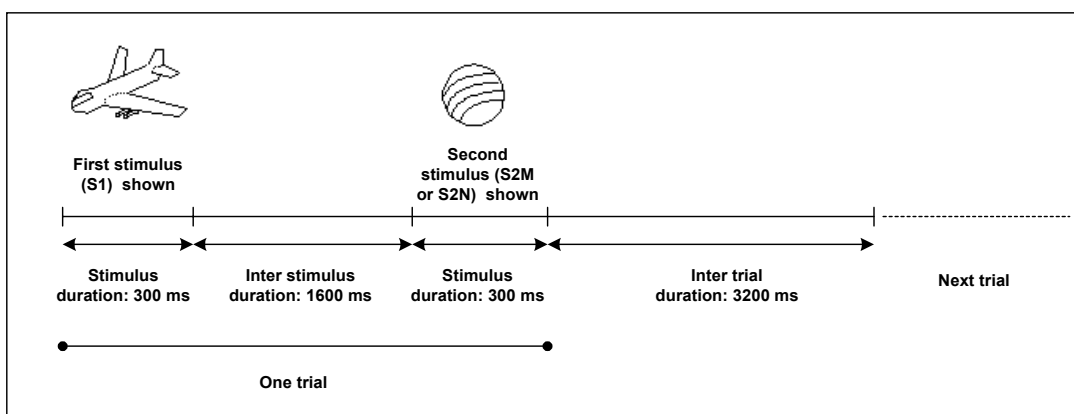 First stimulus
(S1) shown
Second
stimulus (S2M
or S2N) shown
Stimulus
duration: 300 ms
Inter stimulus
duration: 1600 ms
Stimulus
duration: 300 ms
Inter trial
duration: 3200 ms
Next trial
One trial